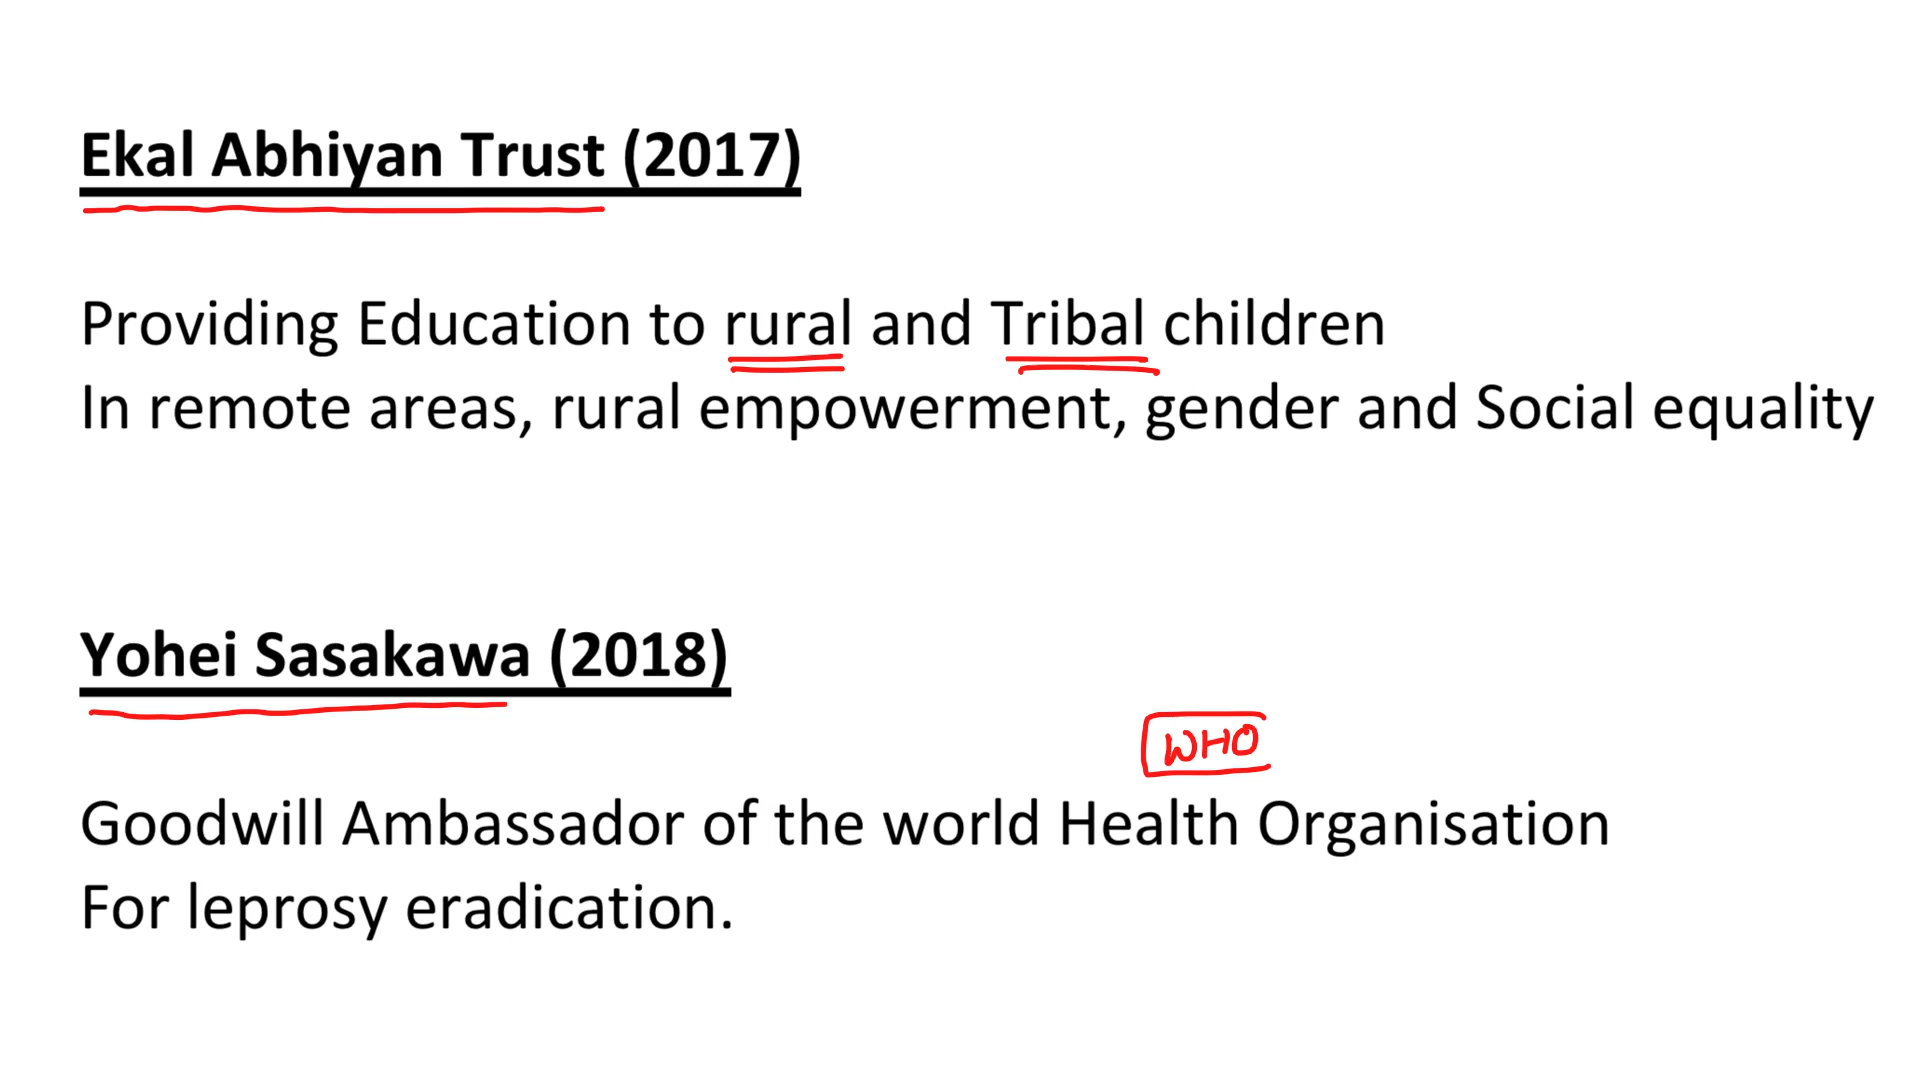 Ekal Abhiyan Trust (2017)
Providing Education to rural and Tribal children
In remote areas, rural empowerment, gender and Social equality
Yohei Sasakawa (2018)
WHO
Goodwill Ambassador of the world Health Organisation
For leprosy eradication.